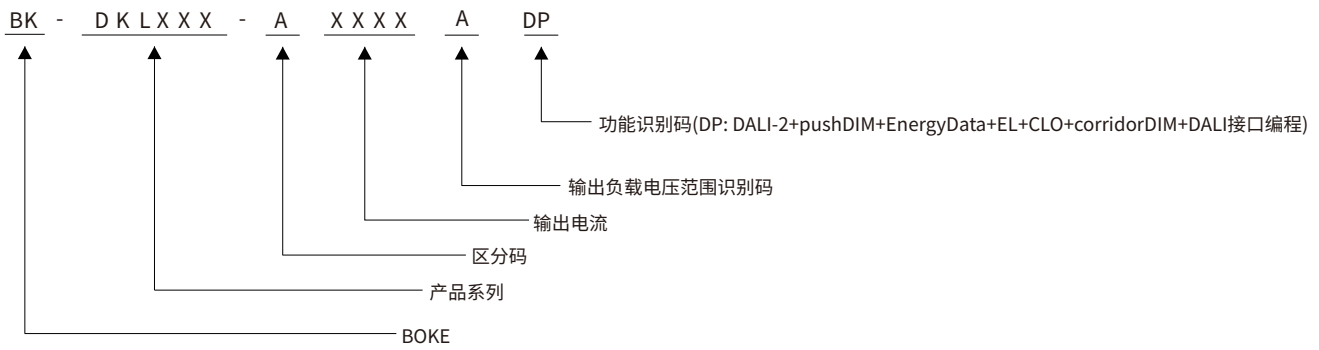 BK - DKLXXX - A XXXX A DP
功能识别码(DP: DALI-2+pushDIM+EnergyData+EL+CLO+corridorDIM+DALI接口编程)
输出负载电压范围识别码
输出电流
区分码
产品系列
BOKE